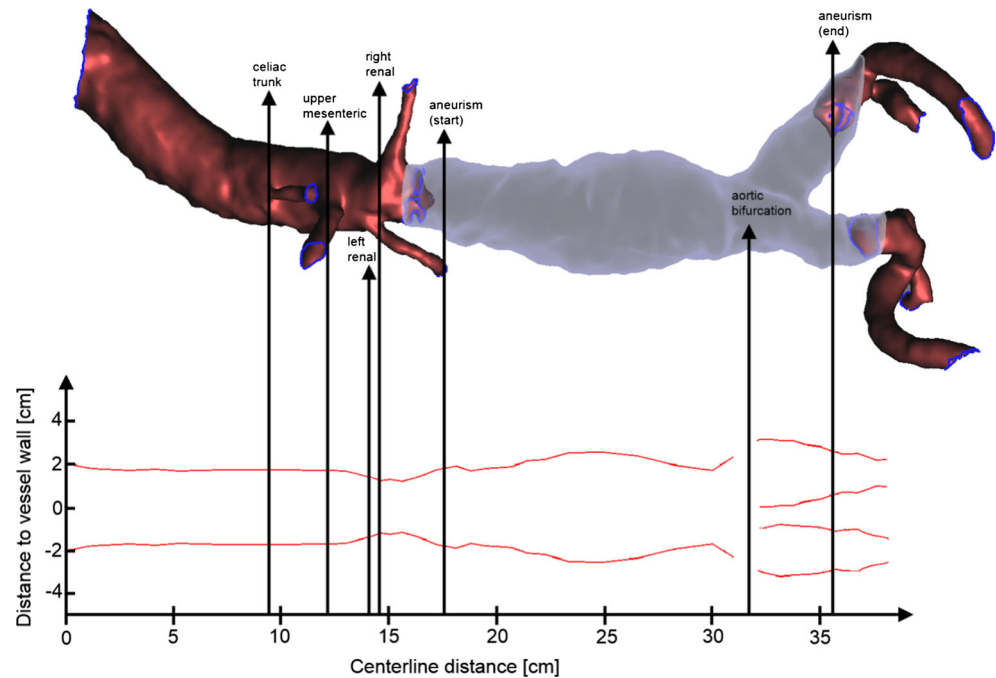 aneurism
(end)
right
renal
celiac
trunk
upper
mesenteric
aneurism
(start)
aortic
bifurcation
left
renal
Distance to vessel wall [cm]
4
2
0
-2
-4
0
5
10
15
20
25
30
35
Centerline distance [cm]